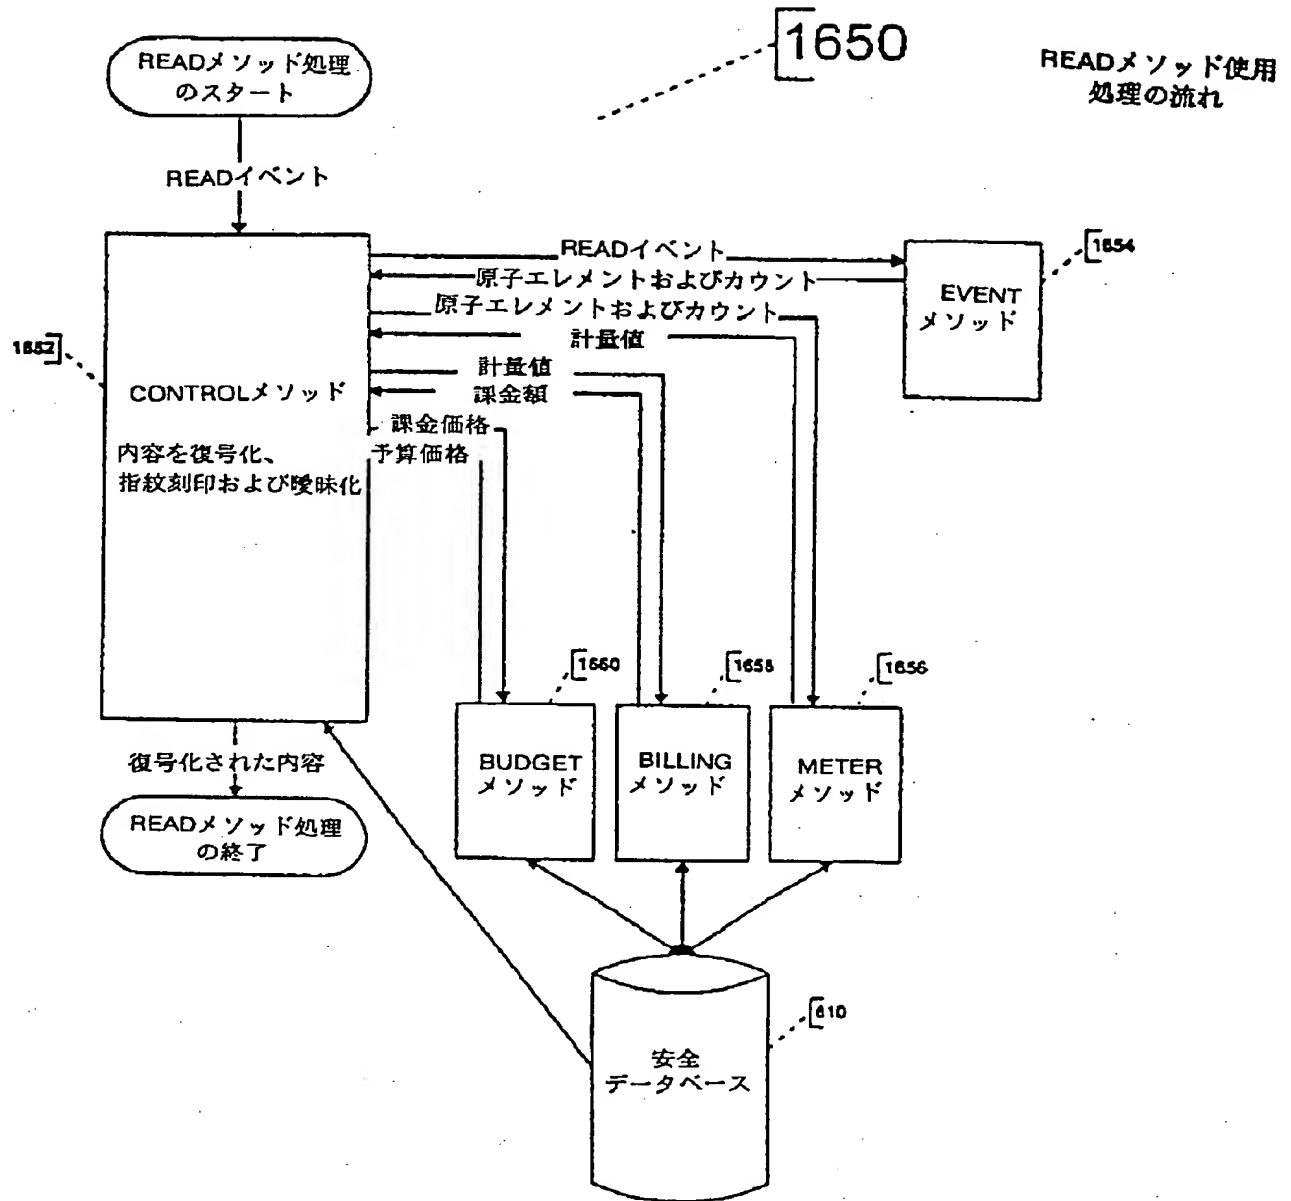 1650
READメソッド使用
処理の流れ
READメソッド処理
のスタート
READイベント
READイベント
原子エレメントおよびカウント
原子エレメントおよびカウント
計量値
計量値
課金額
課金価格
予算価格
1652
CONTROLメソッド
内容を復号化、
指紋刻印および曖昧化
1654
EVENT
メソッド
1660
BUDGET
メソッド
1658
BILLING
メソッド
1656
METER
メソッド
復号化された内容
READメソッド処理
の終了
610
安全
データベース